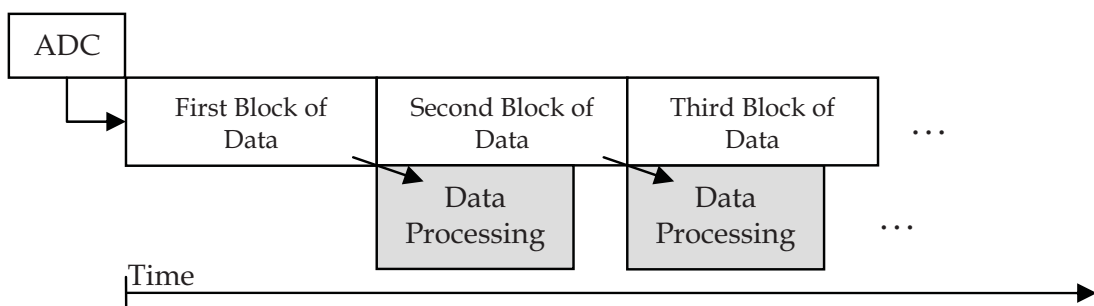 ADC
First Block of
Data
Second Block of
Data
Third Block of
Data
...
Data
Processing
Data
Processing
...
Time